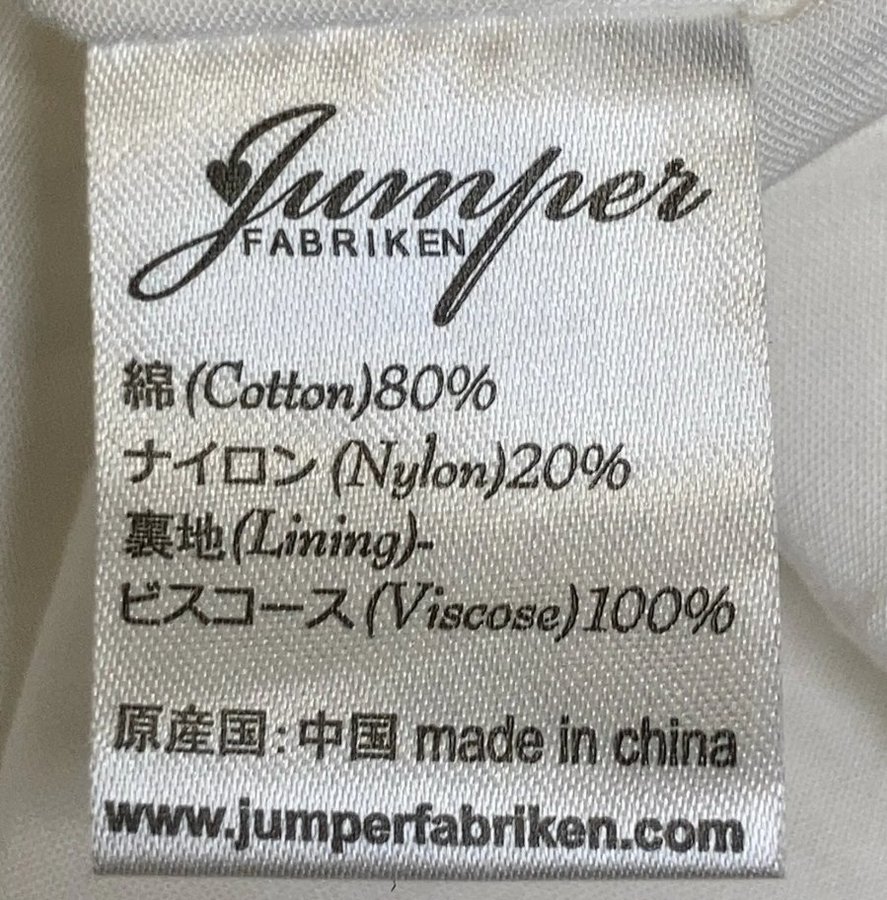 Jumper
FABRIKEN
綿(Cotton)80%
ナイロン(Nylon)20%
裏地(Lining)-
ビスコース(Viscose)100%
原産国:中国 made in china
www.jumperfabriken.com